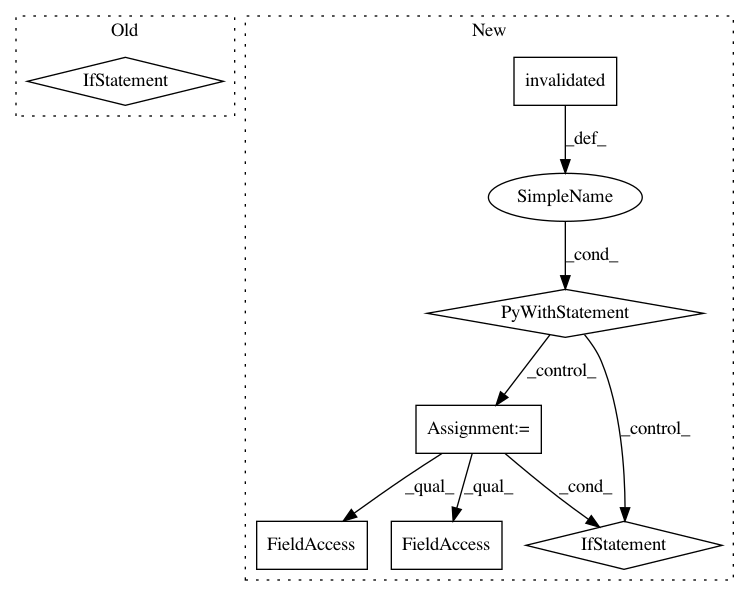 Old
New
IfStatement
invalidated
_def_
SimpleName
_cond_
PyWithStatement
_control_
Assignment:=
_control_
_qual_
_qual_
_cond_
FieldAccess
FieldAccess
IfStatement